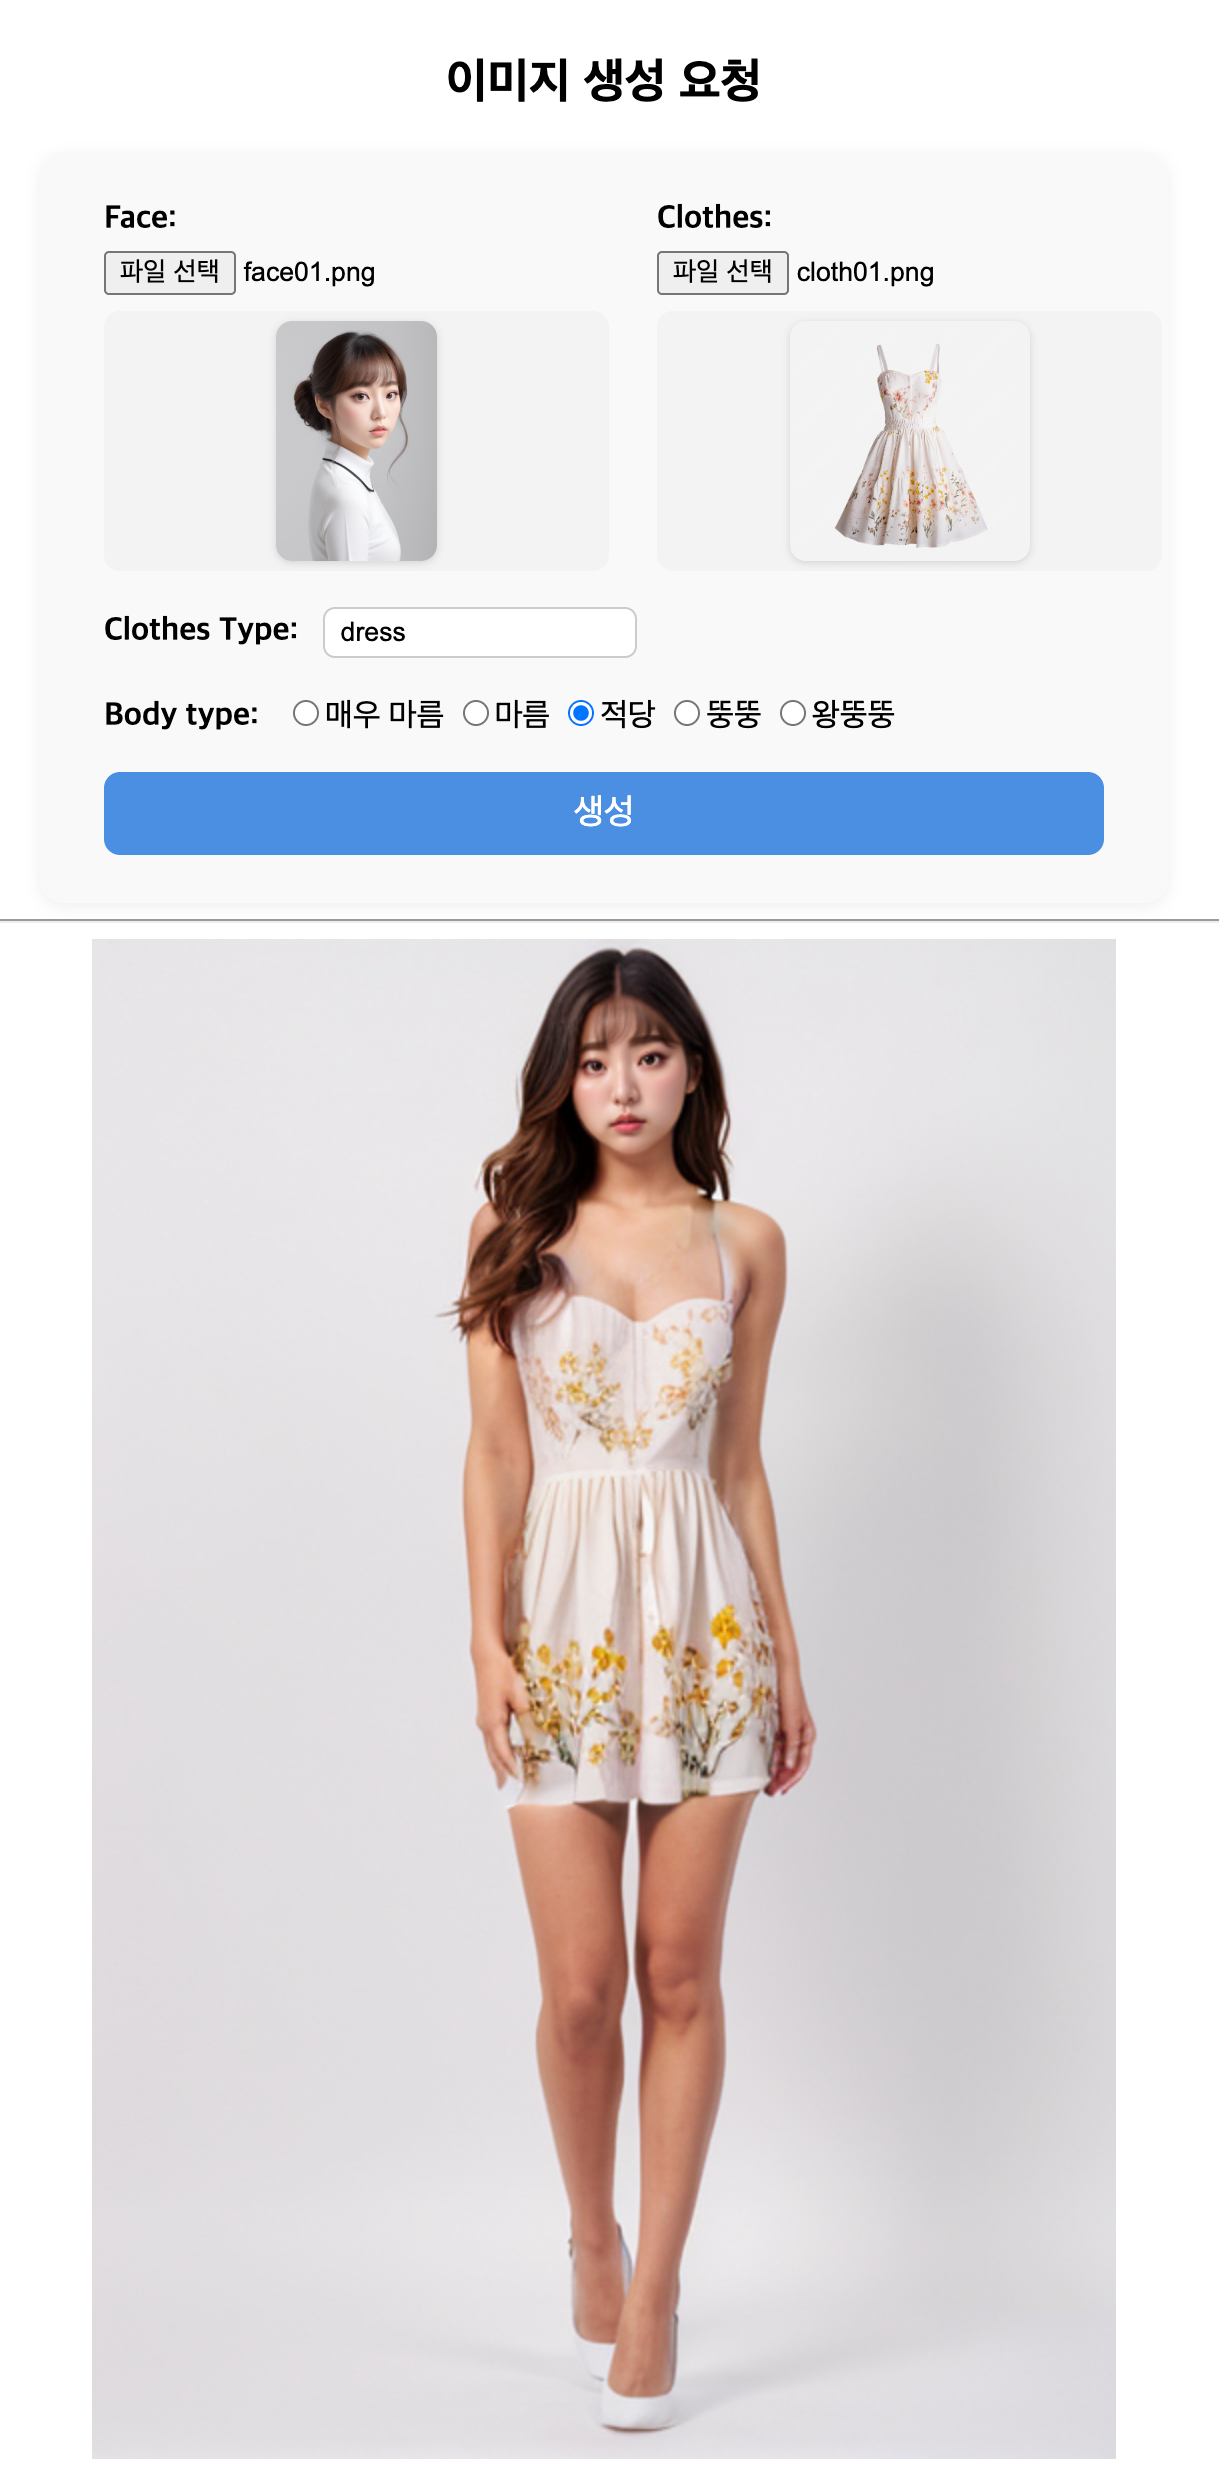 이미지 생성 요청
Face:
파일 선택 face01.png
Clothes:
파일 선택 cloth01.png
Clothes Type: dress
Body type: 매우 마름 마름 적당 뚱뚱 왕뚱뚱
생성